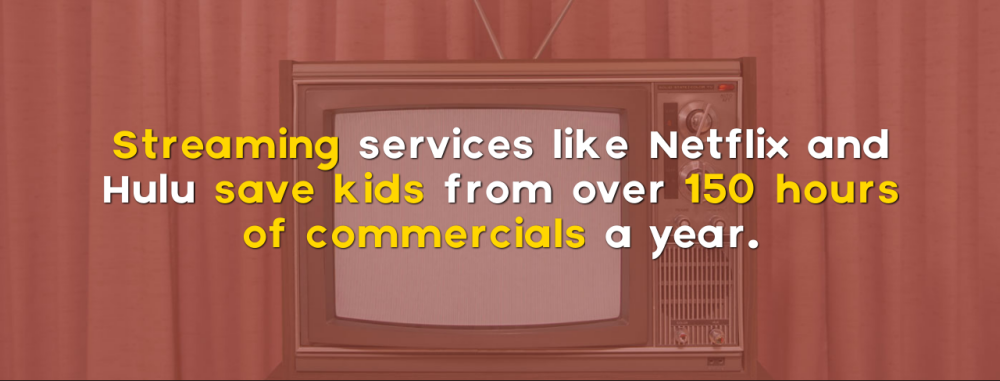 Streaming services like Netflix and
Hulu save kids from over 150 hours
of commercials a year.